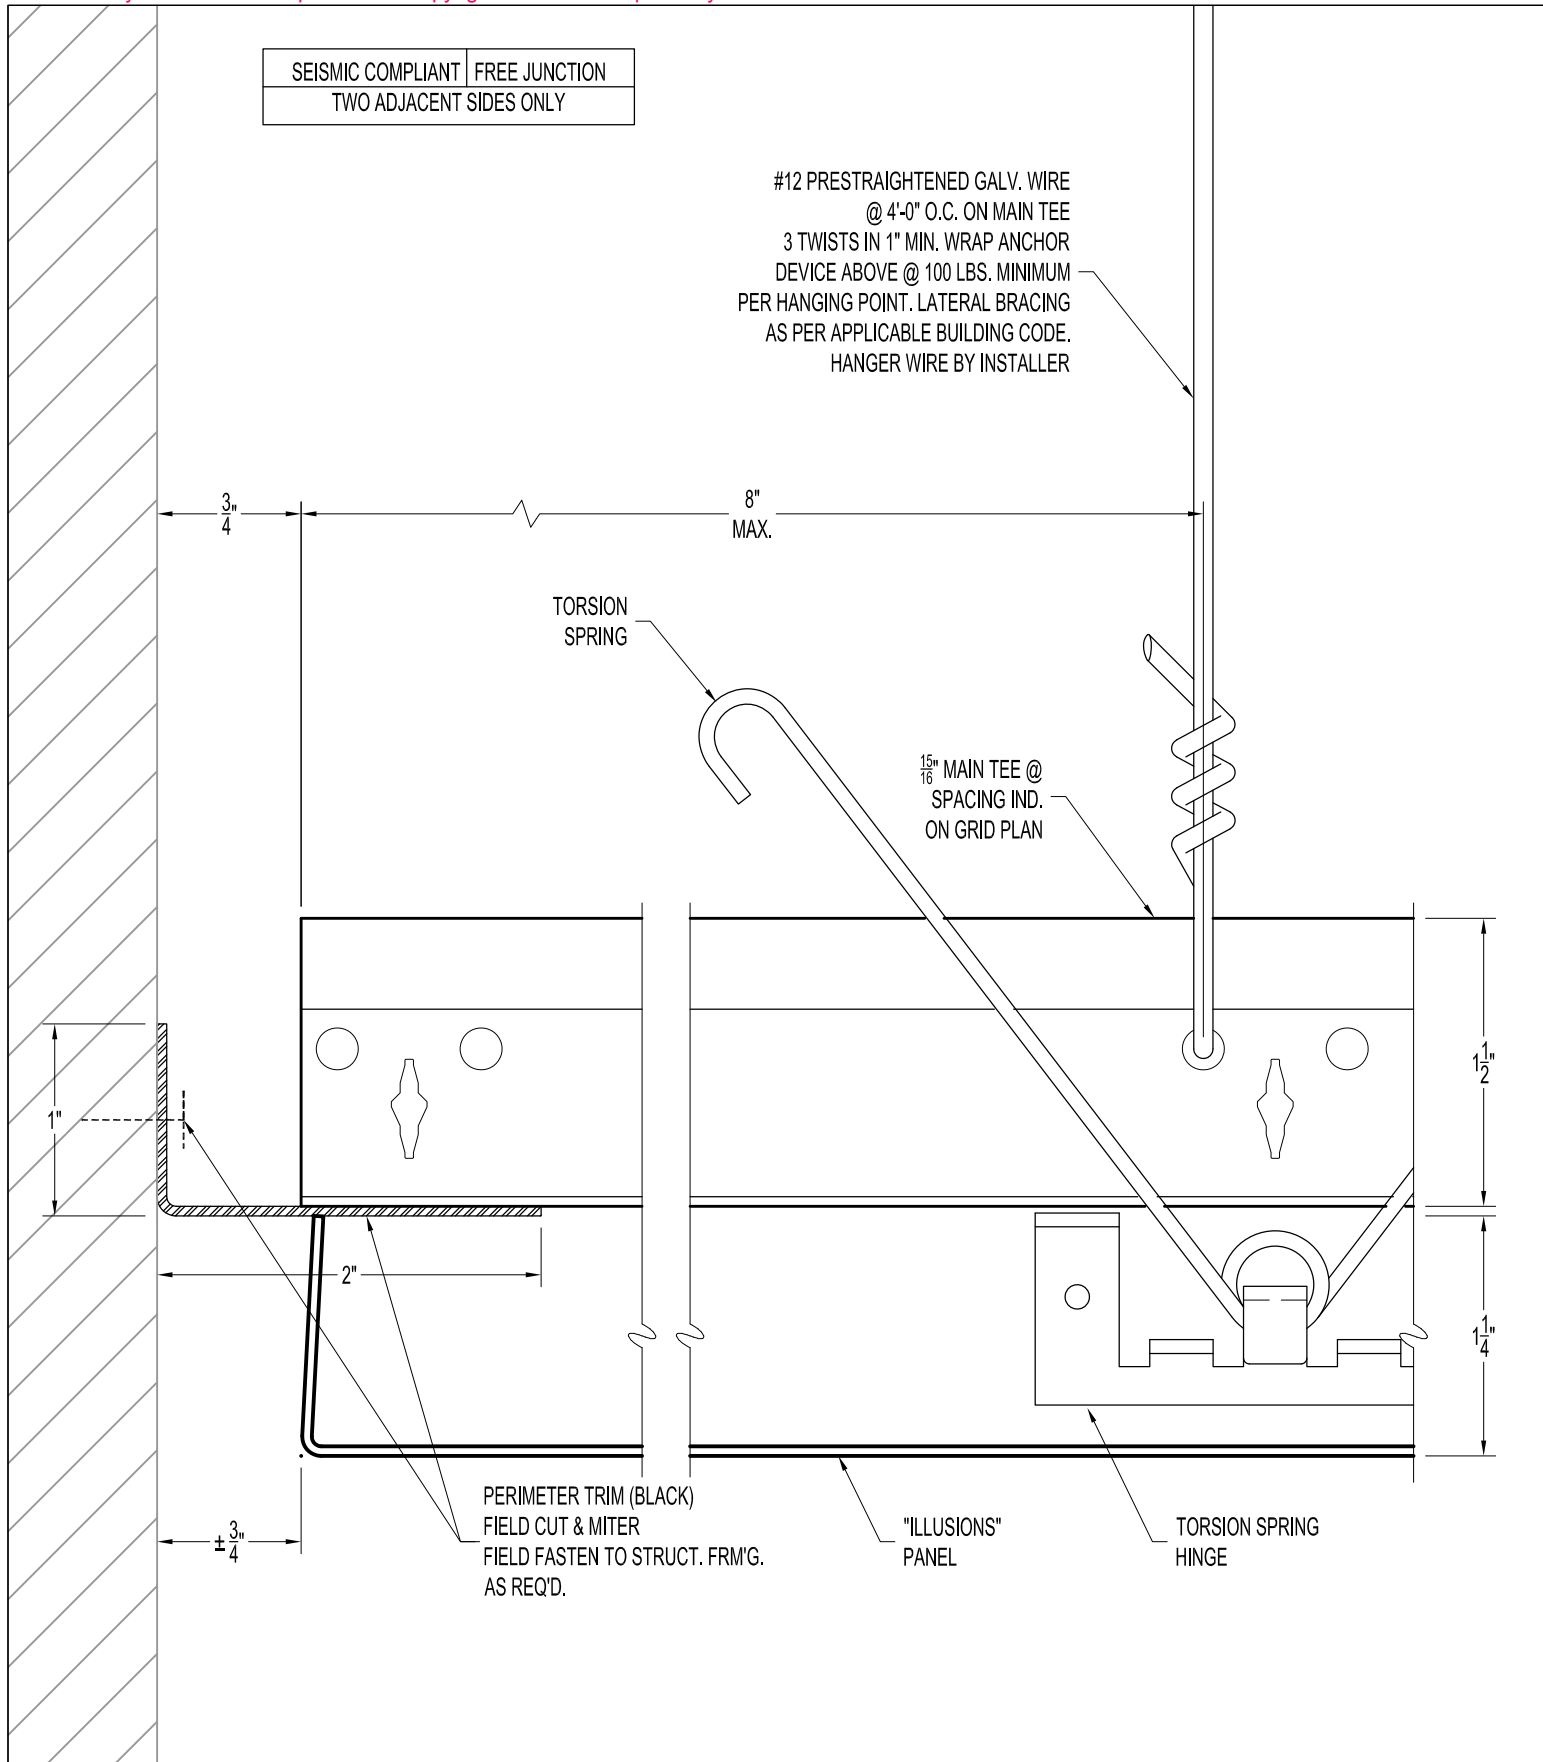 SEISMIC COMPLIANT FREE JUNCTION
TWO ADJACENT SIDES ONLY
#12 PRESTRAIGHTENED GALV. WIRE
@ 4'-0" O.C. ON MAIN TEE
3 TWISTS IN 1" MIN. WRAP ANCHOR
DEVICE ABOVE @ 100 LBS. MINIMUM
PER HANGING POINT. LATERAL BRACING
AS PER APPLICABLE BUILDING CODE.
HANGER WIRE BY INSTALLER
3/4"
8"
MAX.
TORSION
SPRING
15/16" MAIN TEE @
SPACING IND.
ON GRID PLAN
1"
1 1/2"
2"
1 1/4"
± 3/4"
PERIMETER TRIM (BLACK)
FIELD CUT & MITER
FIELD FASTEN TO STRUCT. FRM'G.
AS REQ'D.
"ILLUSIONS"
PANEL
TORSION SPRING
HINGE